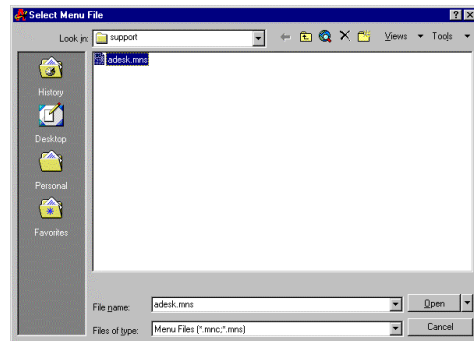 Select Menu File
Look in: support Views Tools
adesk.mns
History
Desktop
Personal
Favorites
File name: adesk.mns Open
Files of type: Menu Files (*.mnc;*.mns) Cancel